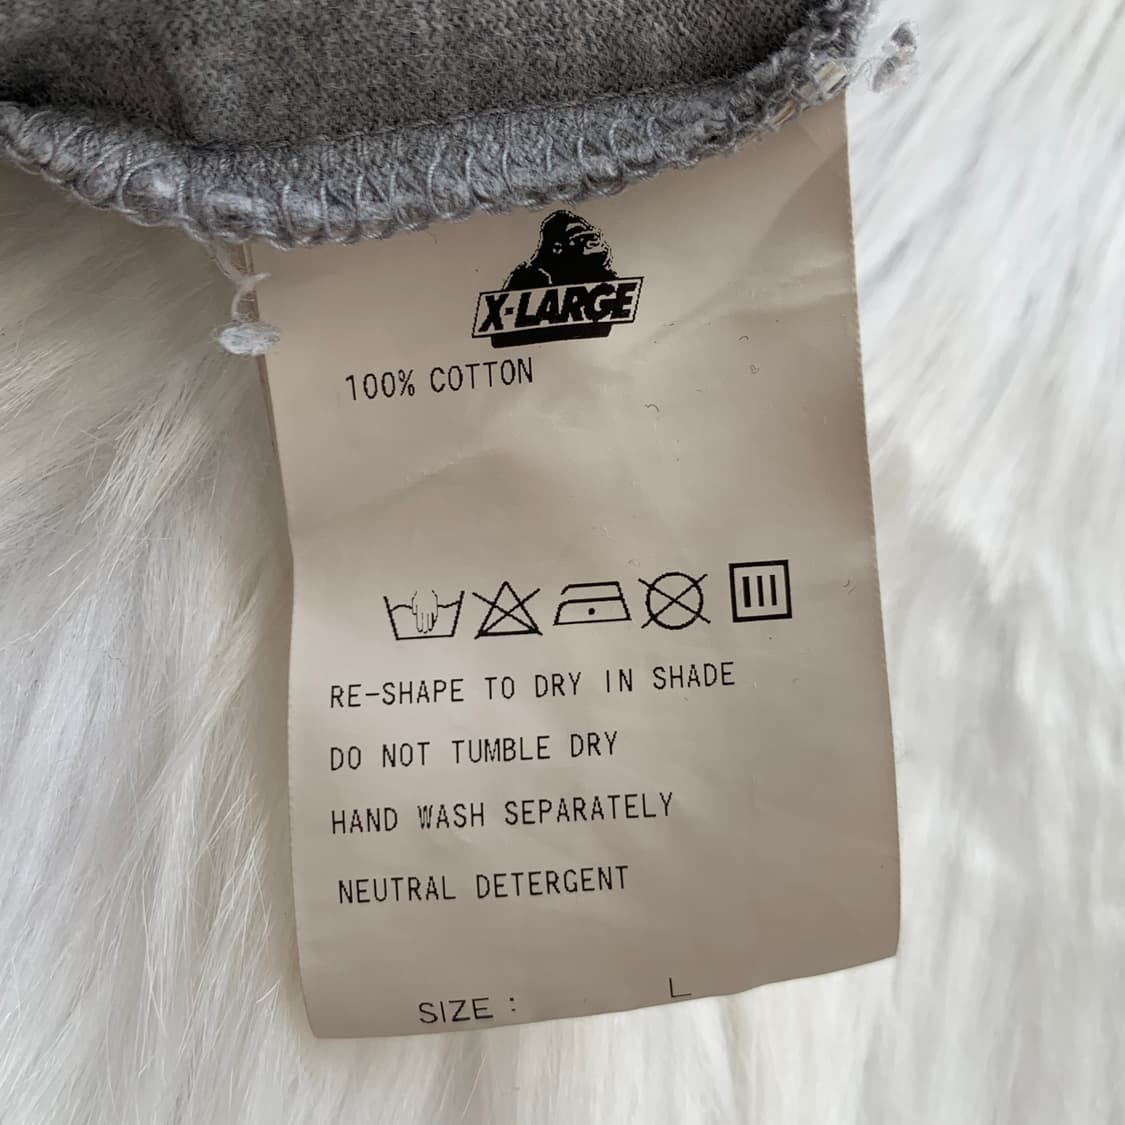 X-LARGE
100% COTTON
RE-SHAPE TO DRY IN SHADE
DO NOT TUMBLE DRY
HAND WASH SEPARATELY
NEUTRAL DETERGENT
SIZE : L